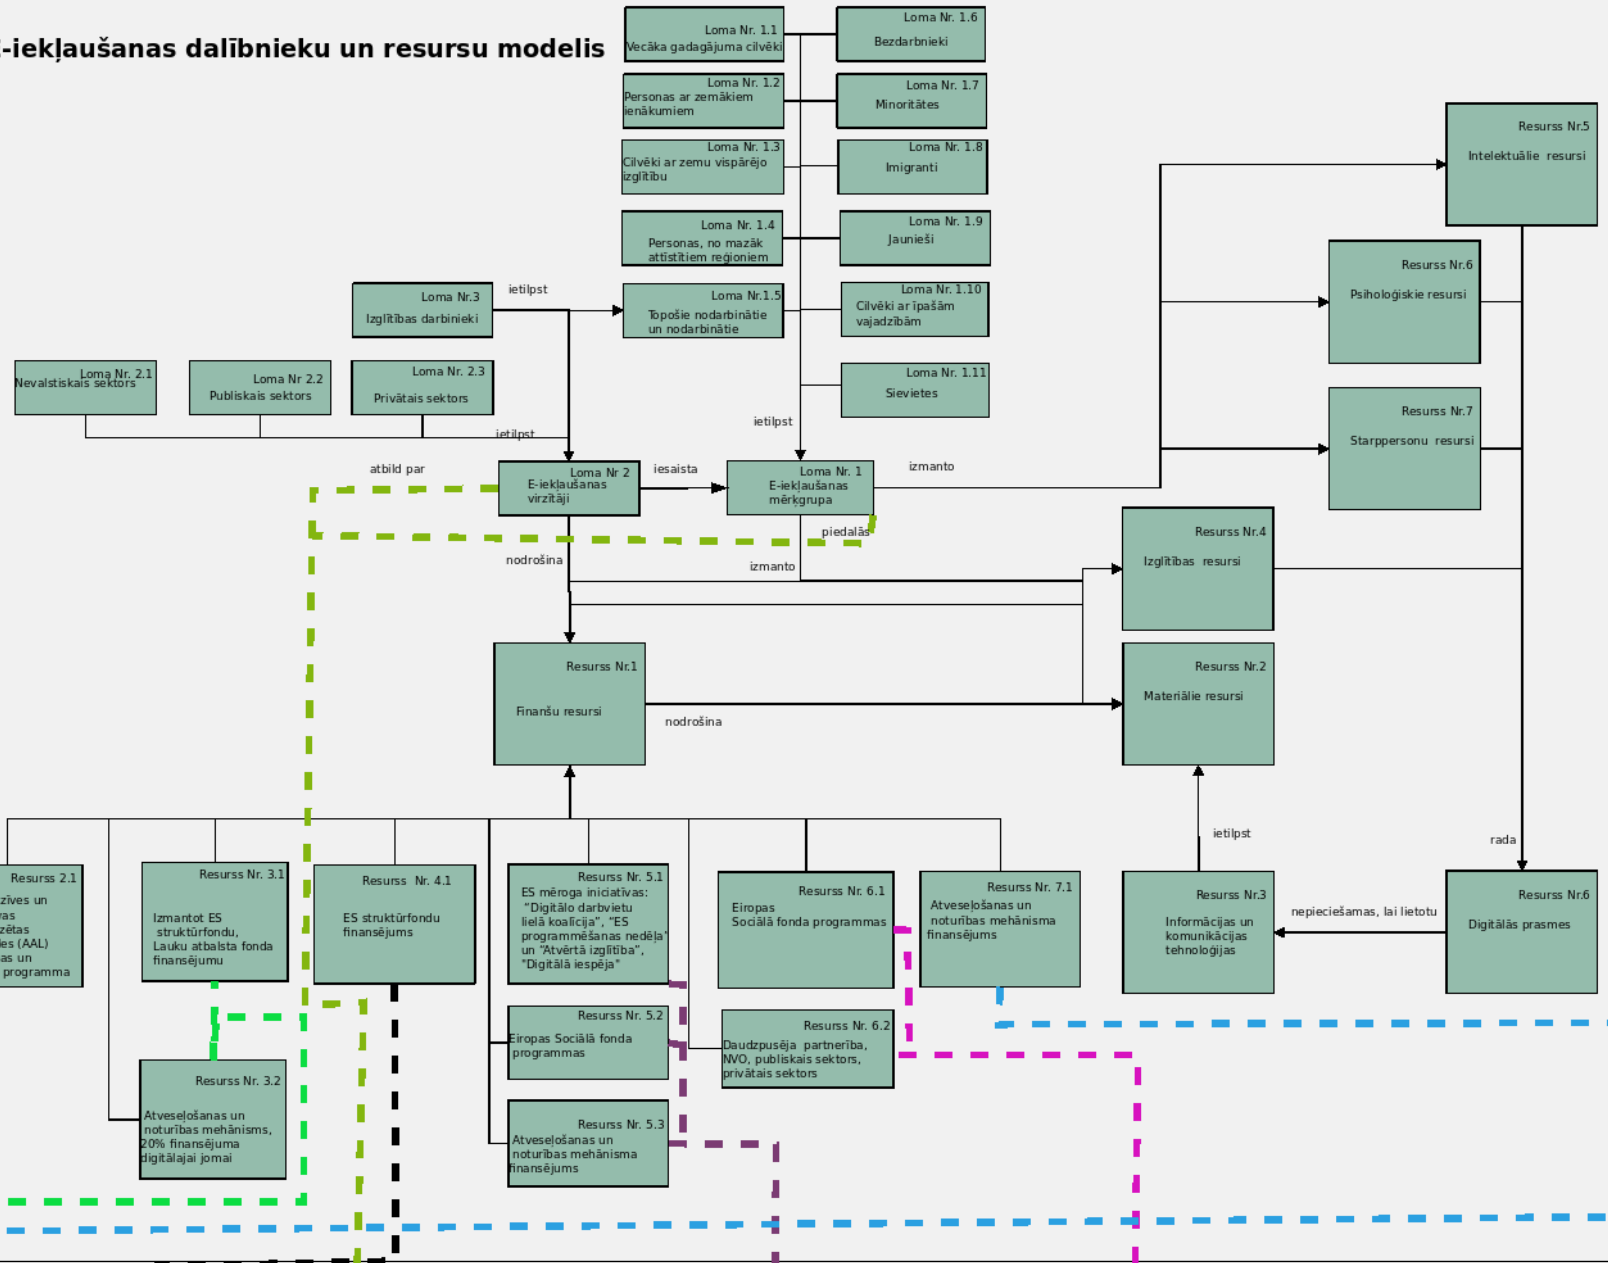 -iekļaušanas dalībnieku un resursu modelis
Loma Nr. 1.1
Vecāka gadagājuma cilvēki
Loma Nr. 1.6
Bezdarbnieki
Loma Nr. 1.2
Personas ar zemākiem
ienākumiem
Loma Nr. 1.7
Minoritātes
Loma Nr. 1.3
Cilvēki ar zemu vispārējo
izglītību
Loma Nr. 1.8
Imigranti
Loma Nr. 1.4
Personas, no mazāk
attīstītiem reģioniem
Loma Nr. 1.9
Jaunieši
Loma Nr.3
Izglītības darbinieki
ietilpst
Loma Nr.1.5
Topošie nodarbinātie
un nodarbinātie
Loma Nr. 1.10
Cilvēki ar īpašām
vajadzībām
Loma Nr. 2.1
Nevalstiskais sektors
Loma Nr 2.2
Publiskais sektors
Loma Nr. 2.3
Privātais sektors
Loma Nr. 1.11
Sievietes
ietilpst
ietilpst
atbild par
Loma Nr 2
E-iekļaušanas
virzītāji
iesaista
Loma Nr. 1
E-iekļaušanas
mērķgrupa
izmanto
piedalās
nodrošina
izmanto
Resurss Nr.5
Intelektuālie resursi
Resurss Nr.6
Psiholoģiskie resursi
Resurss Nr.7
Starppersonu resursi
Resurss Nr.4
Izglītības resursi
Resurss Nr.1
Finanšu resursi
nodrošina
Resurss Nr.2
Materiālie resursi
ietilpst
rada
Resurss 2.1
zīves un
vas
zētas
les (AAL)
as un
programma
Resurss Nr. 3.1
Izmantot ES
struktūrfondu,
Lauku atbalsta fonda
finansējumu
Resurss Nr. 4.1
ES struktūrfondu
finansējums
Resurss Nr. 5.1
ES mēroga iniciatīvas:
“Digitālo darbvietu
lielā koalīcija”, “ES
programmēšanas nedēļa”
un “Atvērtā izglītība”,
"Digitālā iespēja"
Resurss Nr. 6.1
Eiropas
Sociālā fonda programmas
Resurss Nr. 7.1
Atveseļošanas un
noturības mehānisma
finansējums
Resurss Nr.3
Informācijas un
komunikācijas
tehnoloģijas
nepieciešamas, lai lietotu
Resurss Nr.6
Digitālās prasmes
Resurss Nr. 5.2
Eiropas Sociālā fonda
programmas
Resurss Nr. 6.2
Daudzpusēja partnerība,
NVO, publiskais sektors,
privātais sektors
Resurss Nr. 3.2
Atveseļošanas un
noturības mehānisms,
20% finansējuma
digitālajai jomai
Resurss Nr. 5.3
Atveseļošanas un
noturības mehānisma
finansējums